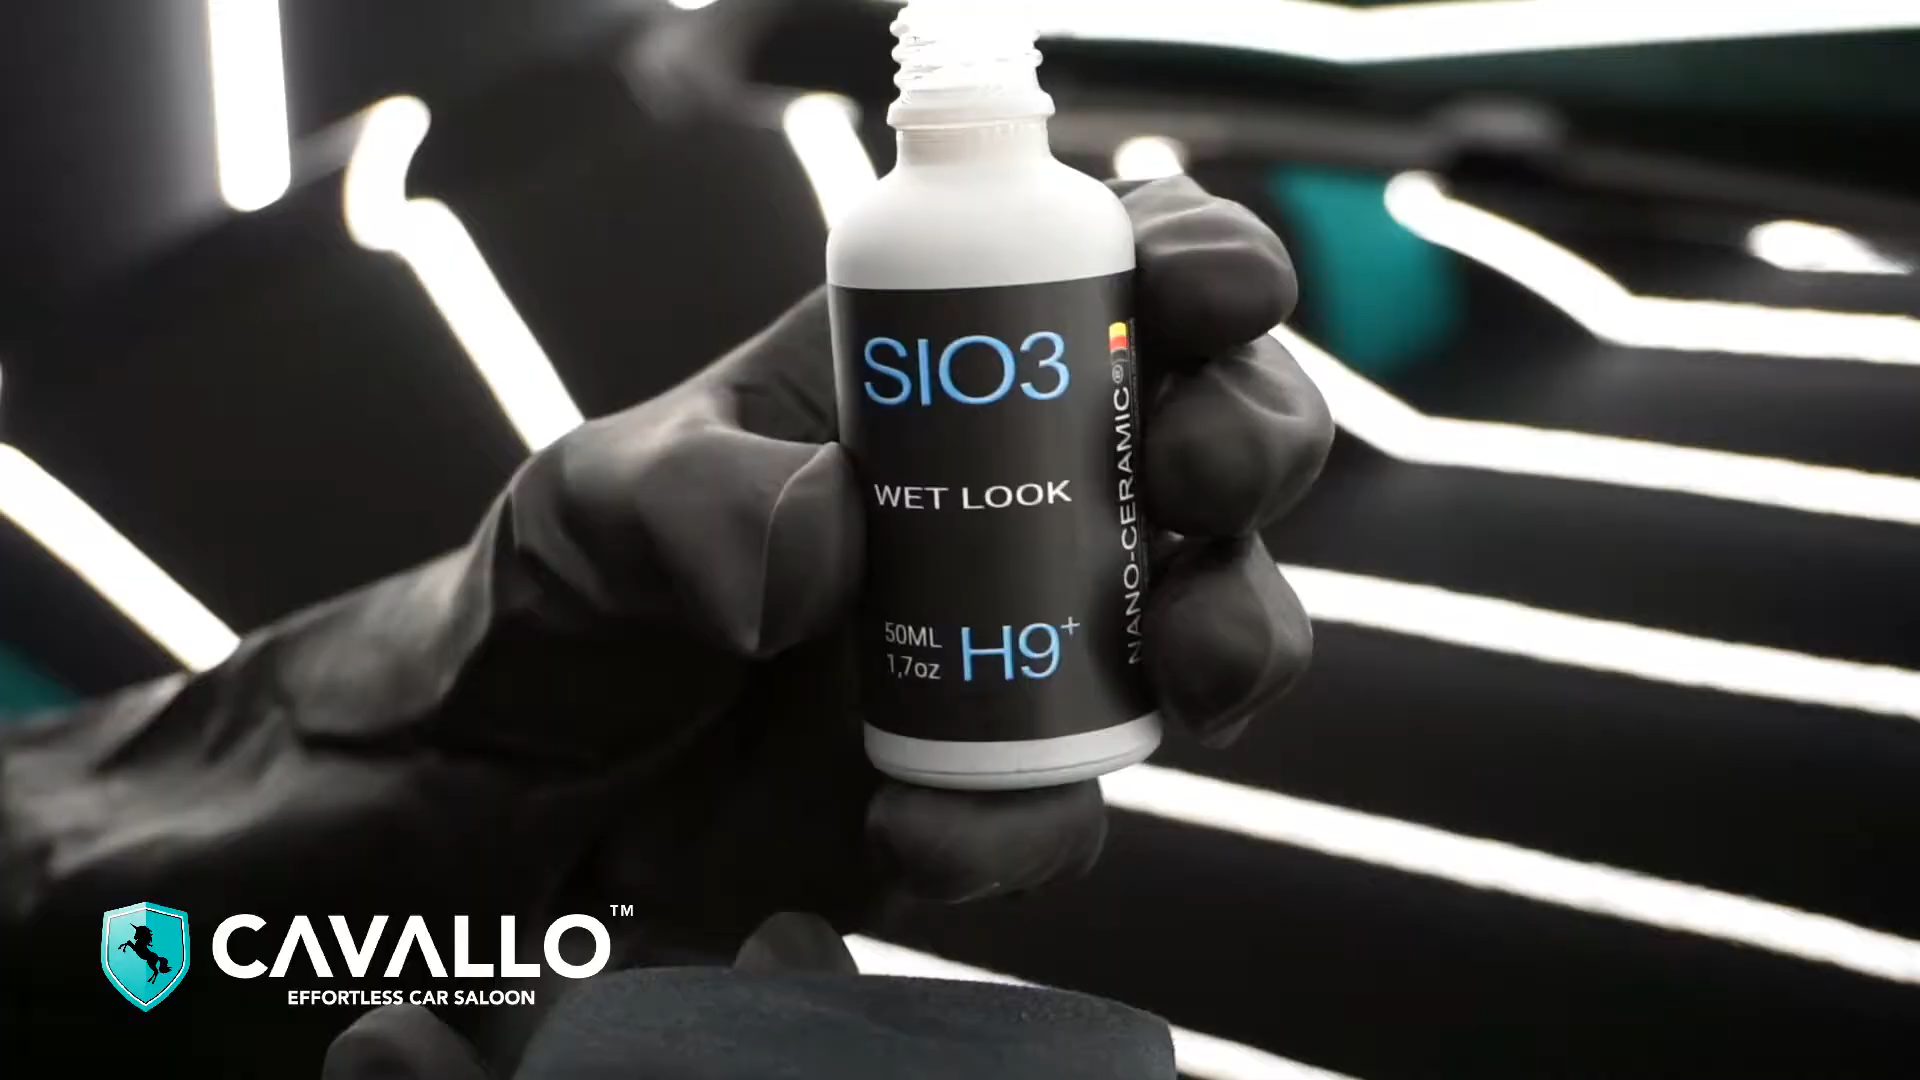 SIO3
WET LOOK
50ML
1,7oz
H9⁺
NANO-CERAMIC®
CAVALLO™
EFFORTLESS CAR SALOON